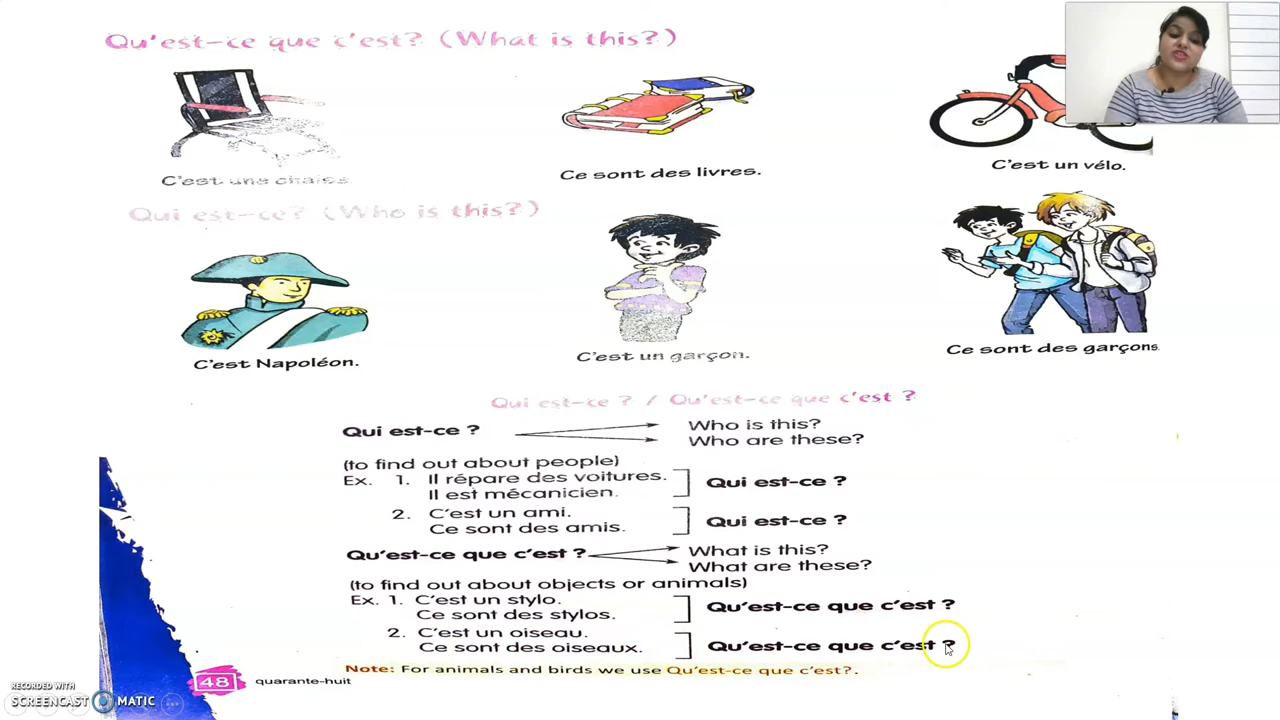 Qu'est-ce que c'est? (What is this?)
C'est une chaise.
Ce sont des livres.
C'est un vélo.
Qui est-ce? (Who is this?)
C'est Napoléon.
C'est un garçon.
Ce sont des garçons.
Qui est-ce ? / Qu'est-ce que c'est ?
Qui est-ce ?
Who is this?
Who are these?
(to find out about people)
Ex. 1. Il répare des voitures.
Il est mécanicien.
Qui est-ce ?
2. C'est un ami.
Ce sont des amis.
Qui est-ce ?
Qu'est-ce que c'est ?
What is this?
What are these?
(to find out about objects or animals)
Ex. 1. C'est un stylo.
Ce sont des stylos.
Qu'est-ce que c'est ?
2. C'est un oiseau.
Ce sont des oiseaux.
Qu'est-ce que c'est ?
Note: For animals and birds we use Qu'est-ce que c'est?.
48 quarante-huit
RECORDED WITH
SCREENCAST MATIC